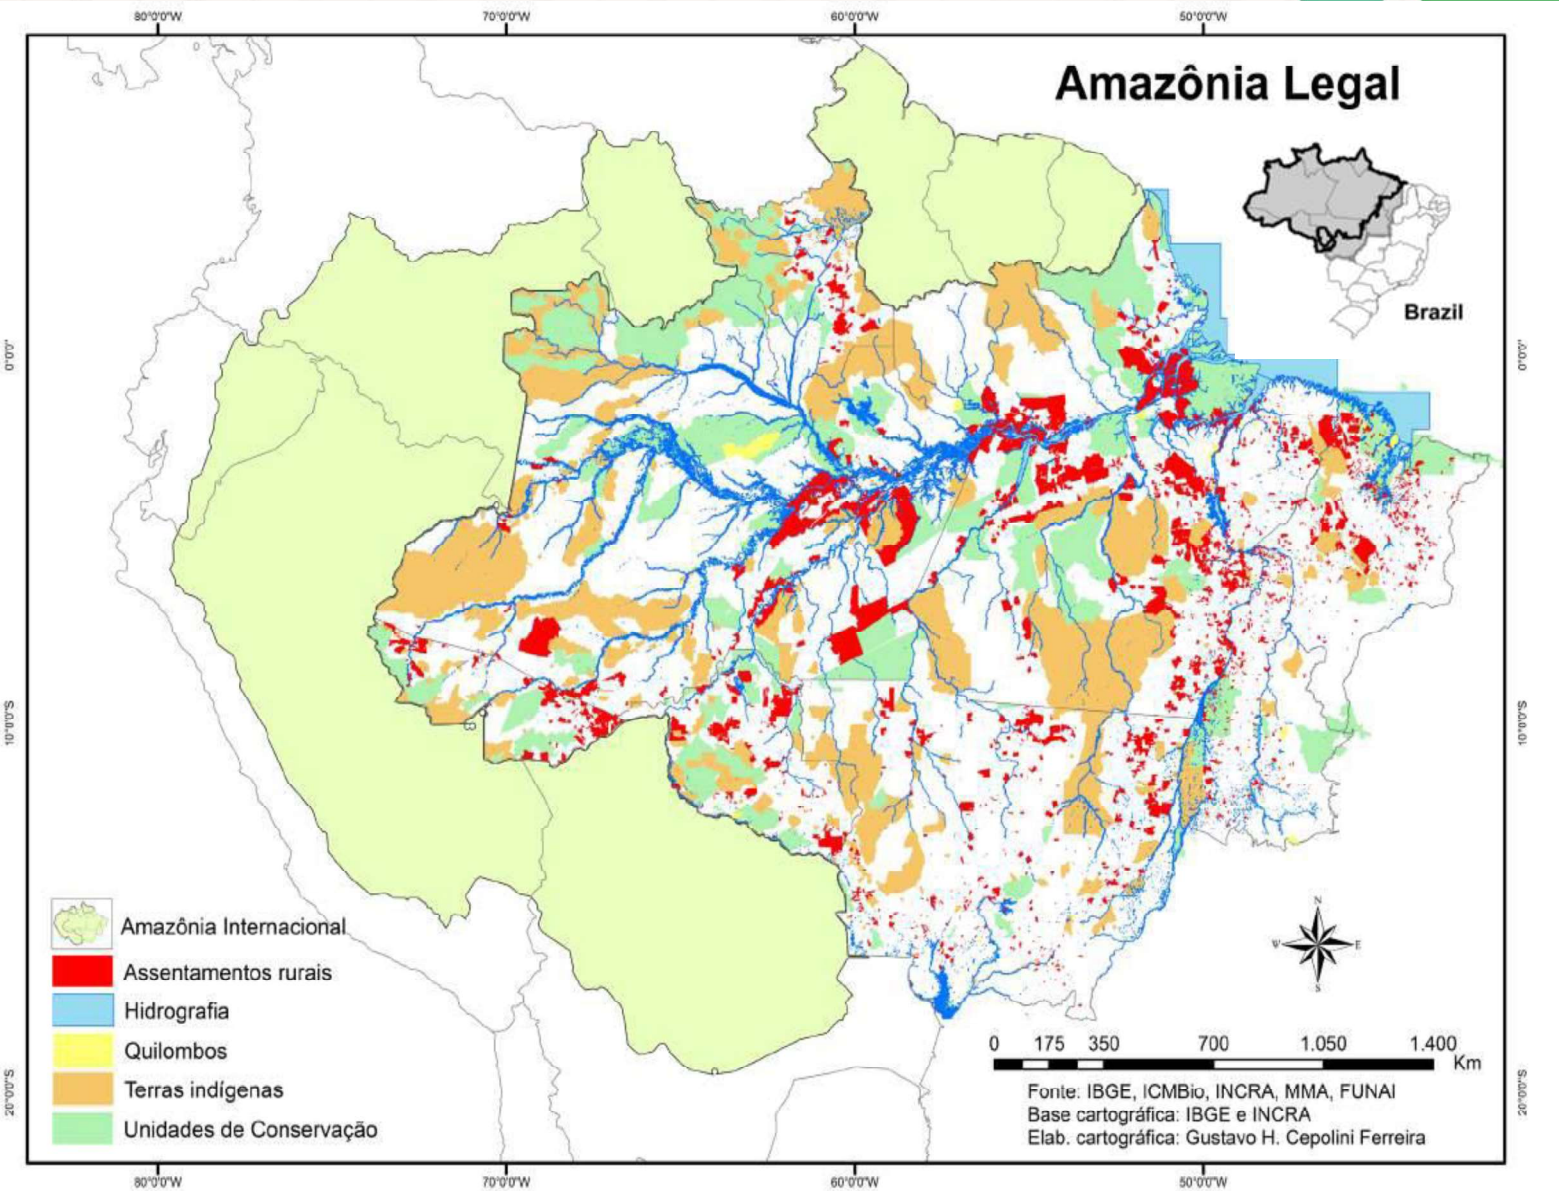 80°0'0"W 70°0'0"W 60°0'0"W 50°0'0"W
Amazônia Legal
Brazil
0°0'0" 0°0'0"
10°0'0"S 10°0'0"S
20°0'0"S 20°0'0"S
Amazônia Internacional
Assentamentos rurais
Hidrografia
Quilombos
Terras indígenas
Unidades de Conservação
N
W E
S
0 175 350 700 1.050 1.400
Km
Fonte: IBGE, ICMBio, INCRA, MMA, FUNAI
Base cartográfica: IBGE e INCRA
Elab. cartográfica: Gustavo H. Cepolini Ferreira
80°0'0"W 70°0'0"W 60°0'0"W 50°0'0"W